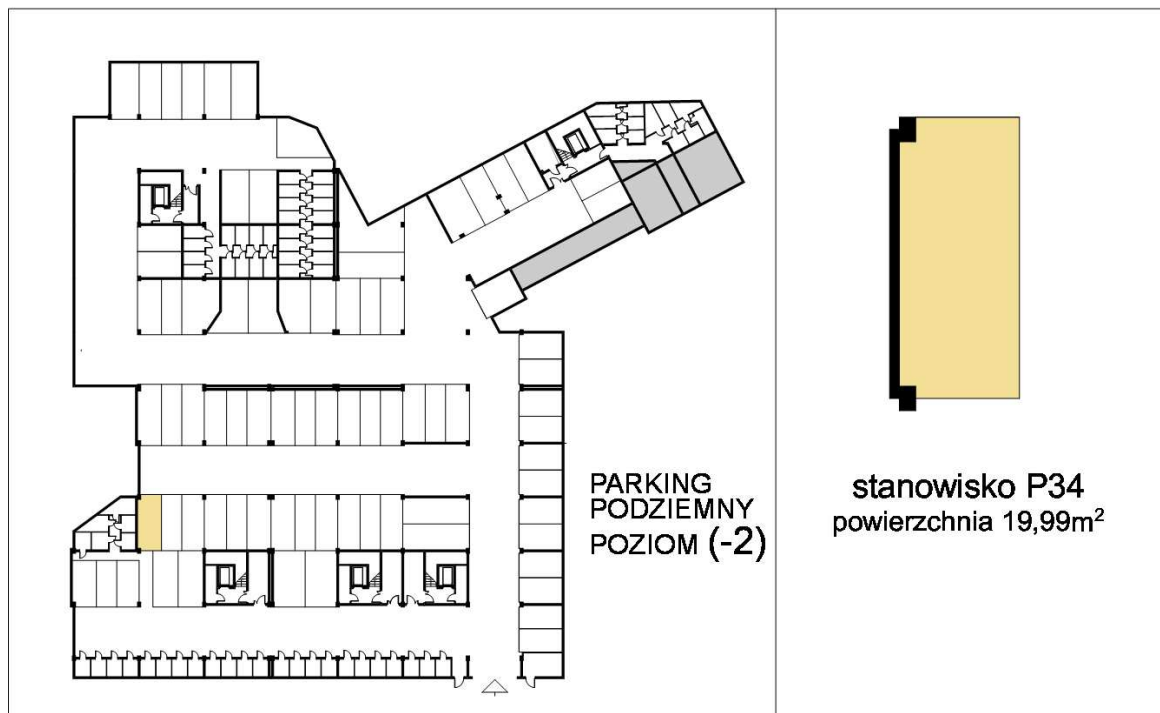 PARKING
PODZIEMNY
POZIOM (-2)
stanowisko P34
powierzchnia 19,99m²